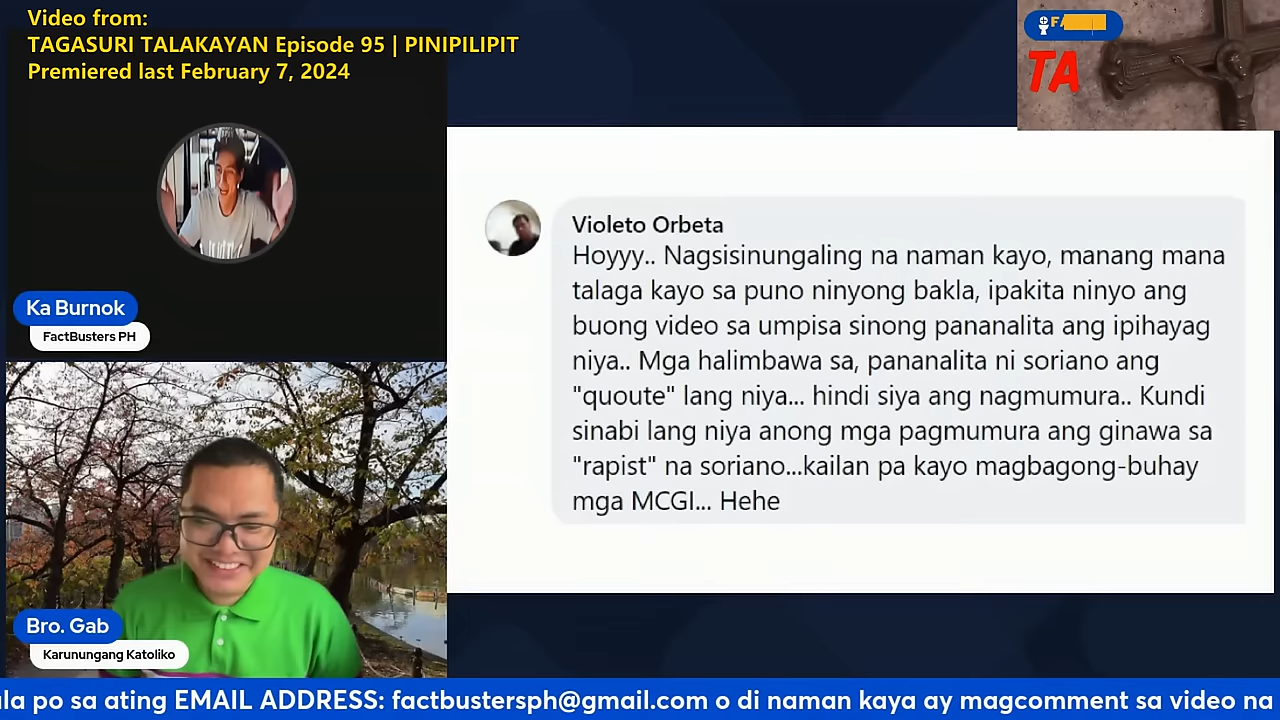 Video from:
TAGASURI TALAKAYAN Episode 95 | PINIPILIPIT
Premiered last February 7, 2024
TA
Violeto Orbeta
Hoyyy.. Nagsisinungaling na naman kayo, manang mana
talaga kayo sa puno ninyong bakla, ipakita ninyo ang
buong video sa umpisa sinong pananalita ang ipihayag
niya.. Mga halimbawa sa, pananalita ni soriano ang
"quoute" lang niya... hindi siya ang nagmumura.. Kundi
sinabi lang niya anong mga pagmumura ang ginawa sa
"rapist" na soriano...kailan pa kayo magbagong-buhay
mga MCGI... Hehe
Ka Burnok
FactBusters PH
Bro. Gab
Karunungang Katoliko
po sa ating EMAIL ADDRESS: factbustersph@gmail.com o di naman kaya ay magcomment sa video na